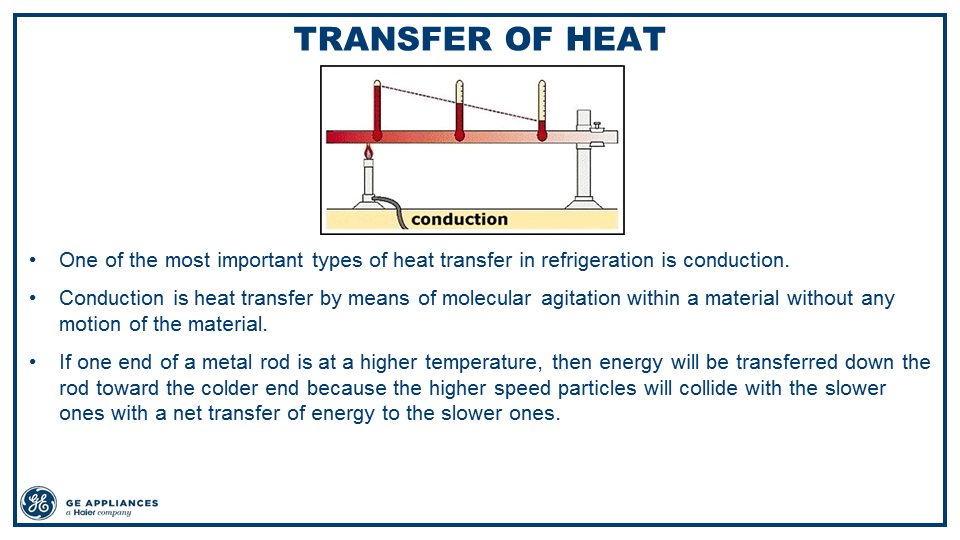 TRANSFER OF HEAT
conduction
• One of the most important types of heat transfer in refrigeration is conduction.
• Conduction is heat transfer by means of molecular agitation within a material without any
motion of the material.
• If one end of a metal rod is at a higher temperature, then energy will be transferred down the
rod toward the colder end because the higher speed particles will collide with the slower
ones with a net transfer of energy to the slower ones.
GE
GE APPLIANCES
a Haier company